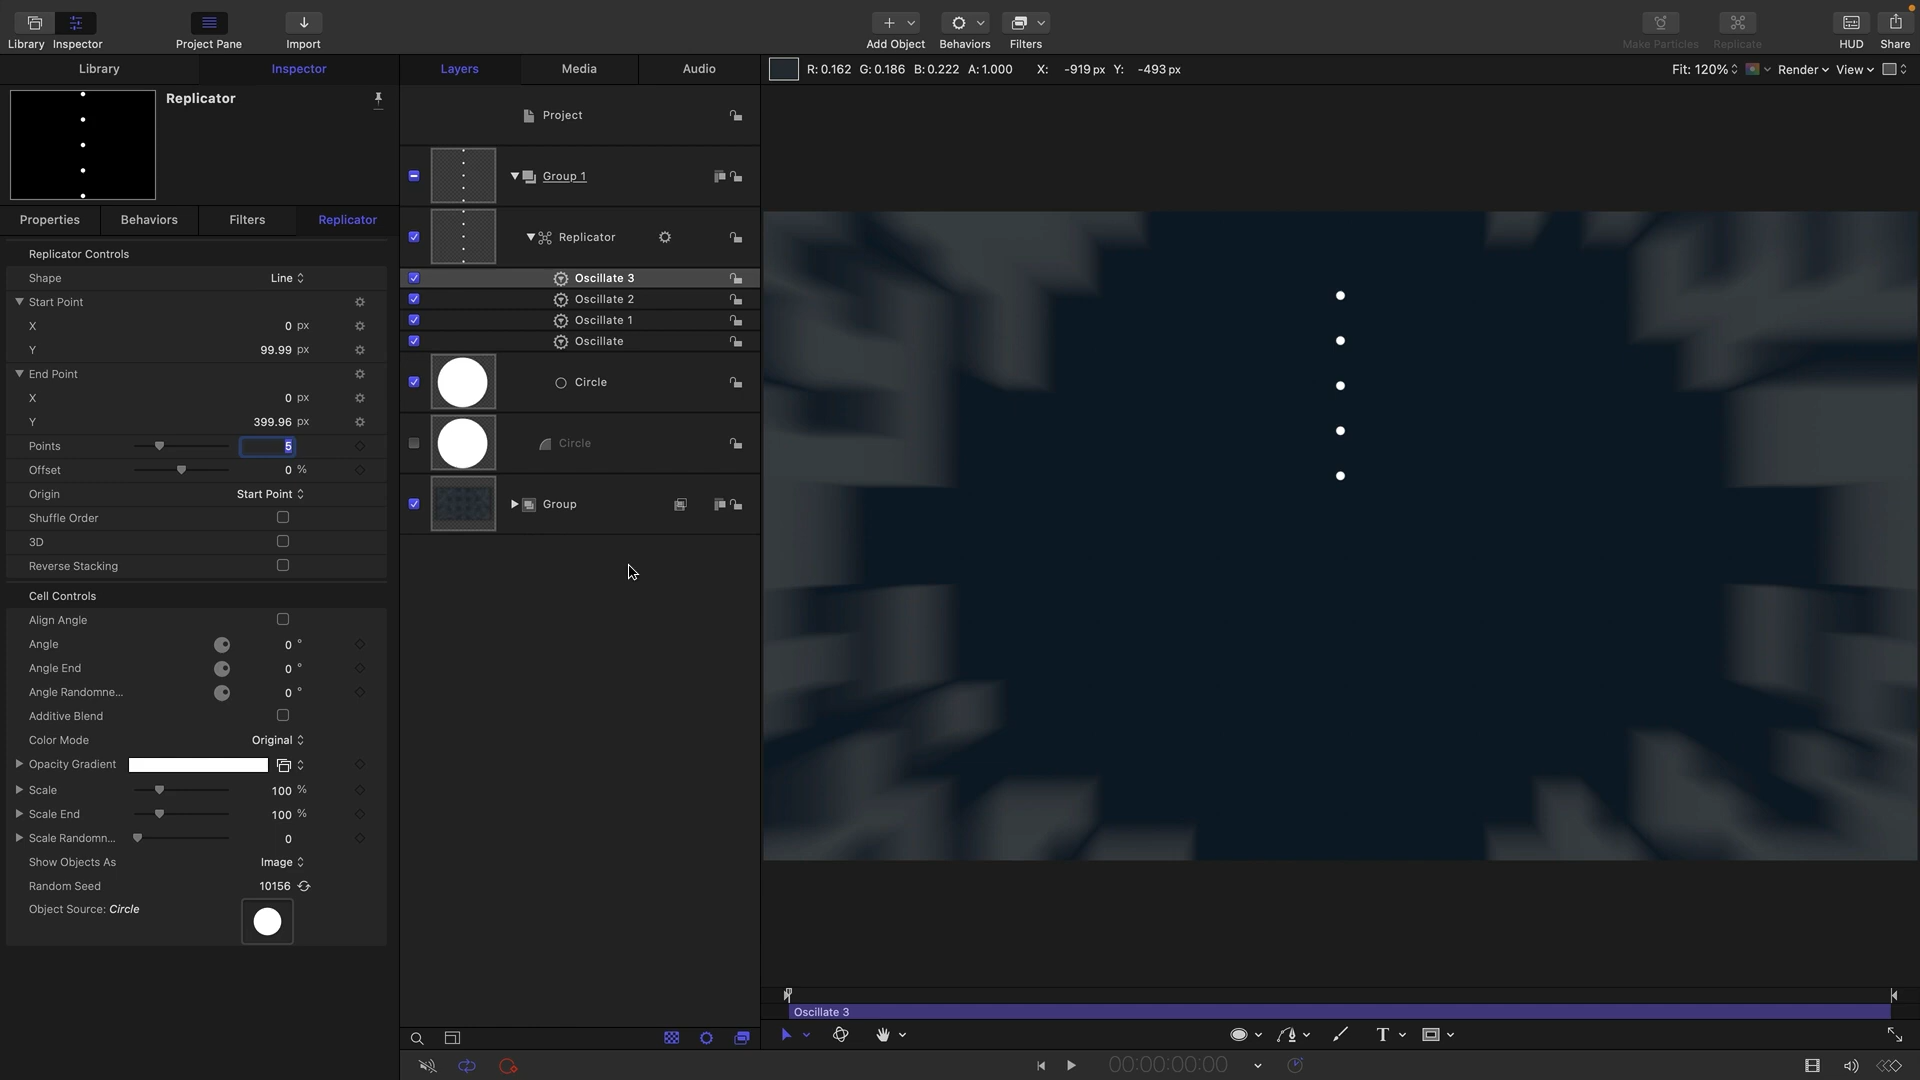 Library Inspector
Project Pane
Import
Add Object
Behaviors
Filters
Make Particles
Replicate
HUD
Share
Library
Inspector
Layers
Media
Audio
R: 0.162 G: 0.186 B: 0.222 A: 1.000 X: -919 px Y: -493 px
Fit: 120%
Render
View
Replicator
Properties
Behaviors
Filters
Replicator
Replicator Controls
Shape Line
Start Point
X 0 px
Y 99.99 px
End Point
X 0 px
Y 399.96 px
Points 5
Offset 0 %
Origin Start Point
Shuffle Order
3D
Reverse Stacking
Cell Controls
Align Angle
Angle 0 °
Angle End 0 °
Angle Randomne...
0 °
Additive Blend
Color Mode Original
Opacity Gradient
Scale 100 %
Scale End 100 %
Scale Randomn... 0
Show Objects As Image
Random Seed 10156
Object Source: Circle
Project
Group 1
Replicator
Oscillate 3
Oscillate 2
Oscillate 1
Oscillate
Circle
Circle
Group
Oscillate 3
T
00:00:00:00